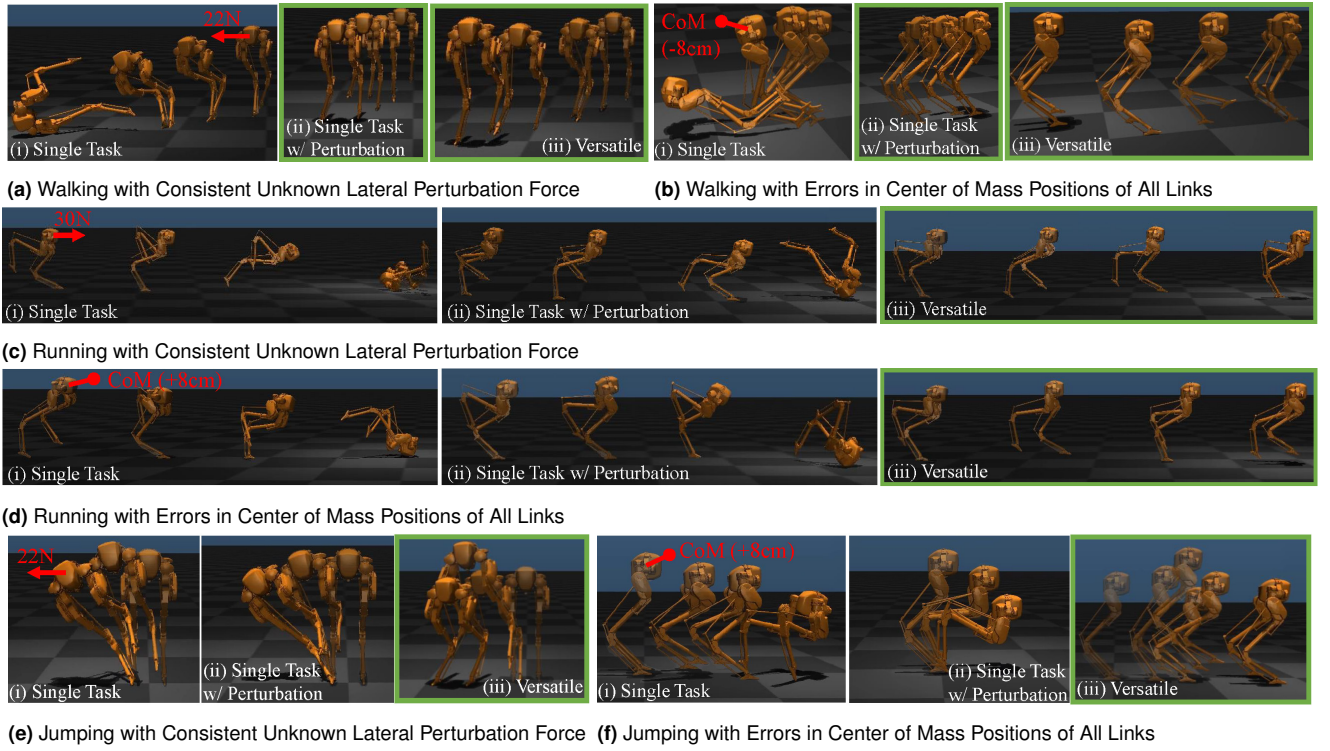 22N
(i) Single Task
(ii) Single Task
w/ Perturbation
(iii) Versatile
CoM
(-8cm)
(i) Single Task
(ii) Single Task
w/ Perturbation
(iii) Versatile
(a) Walking with Consistent Unknown Lateral Perturbation Force
(b) Walking with Errors in Center of Mass Positions of All Links
30N
(i) Single Task
(ii) Single Task w/ Perturbation
(iii) Versatile
(c) Running with Consistent Unknown Lateral Perturbation Force
CoM (+8cm)
(i) Single Task
(ii) Single Task w/ Perturbation
(iii) Versatile
(d) Running with Errors in Center of Mass Positions of All Links
22N
(i) Single Task
(ii) Single Task
w/ Perturbation
(iii) Versatile
CoM (+8cm)
(i) Single Task
(ii) Single Task
w/ Perturbation
(iii) Versatile
(e) Jumping with Consistent Unknown Lateral Perturbation Force
(f) Jumping with Errors in Center of Mass Positions of All Links